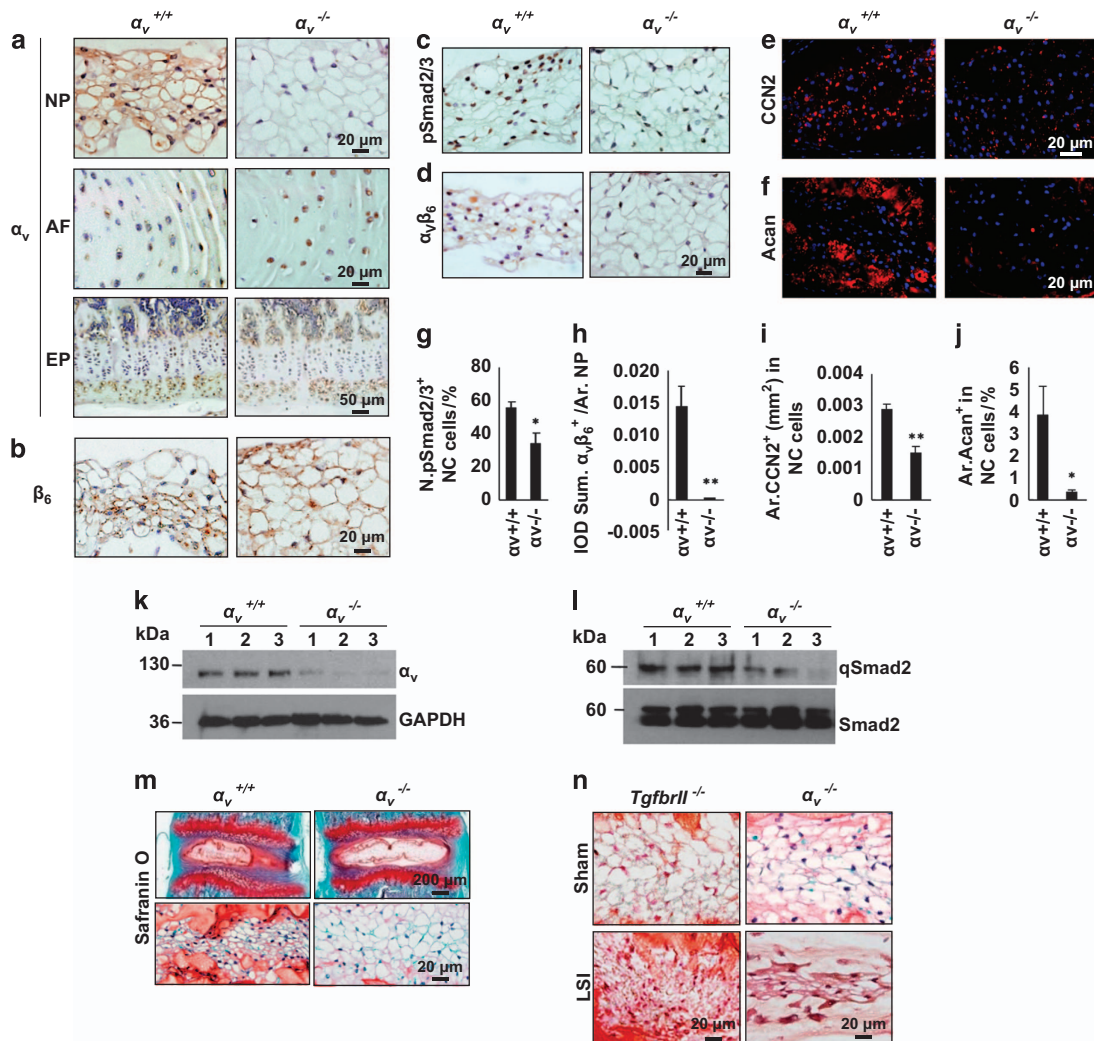 αv +/+ αv -/- αv +/+ αv -/- αv +/+ αv -/-
a
αv
NP
20 µm
AF
20 µm
EP
50 µm
b
β6
20 µm
c
pSmad2/3
20 µm
d
αvβ6
20 µm
e
CCN2
20 µm
f
Acan
20 µm
g
N.pSmad2/3+
NC cells/%
80
60
40
20
0
*
αv+/+
αv-/-
h
IOD Sum. αvβ6+/Ar. NP
0.020
0.015
0.010
0.005
0.000
-0.005
**
αv+/+
αv-/-
i
Ar.CCN2+ (mm2) in
NC cells
0.004
0.003
0.002
0.001
0
**
αv+/+
αv-/-
j
Ar.Acan+ in
NC cells/%
6
5
4
3
2
1
0
*
αv+/+
αv-/-
k
αv +/+ αv -/-
kDa 1 2 3 1 2 3
130 αv
36 GAPDH
l
αv +/+ αv -/-
kDa 1 2 3 1 2 3
60 qSmad2
60 Smad2
m
αv +/+ αv -/-
Safranin O
200 µm
20 µm
n
TgfbrII -/- αv -/-
Sham
LSI
20 µm 20 µm